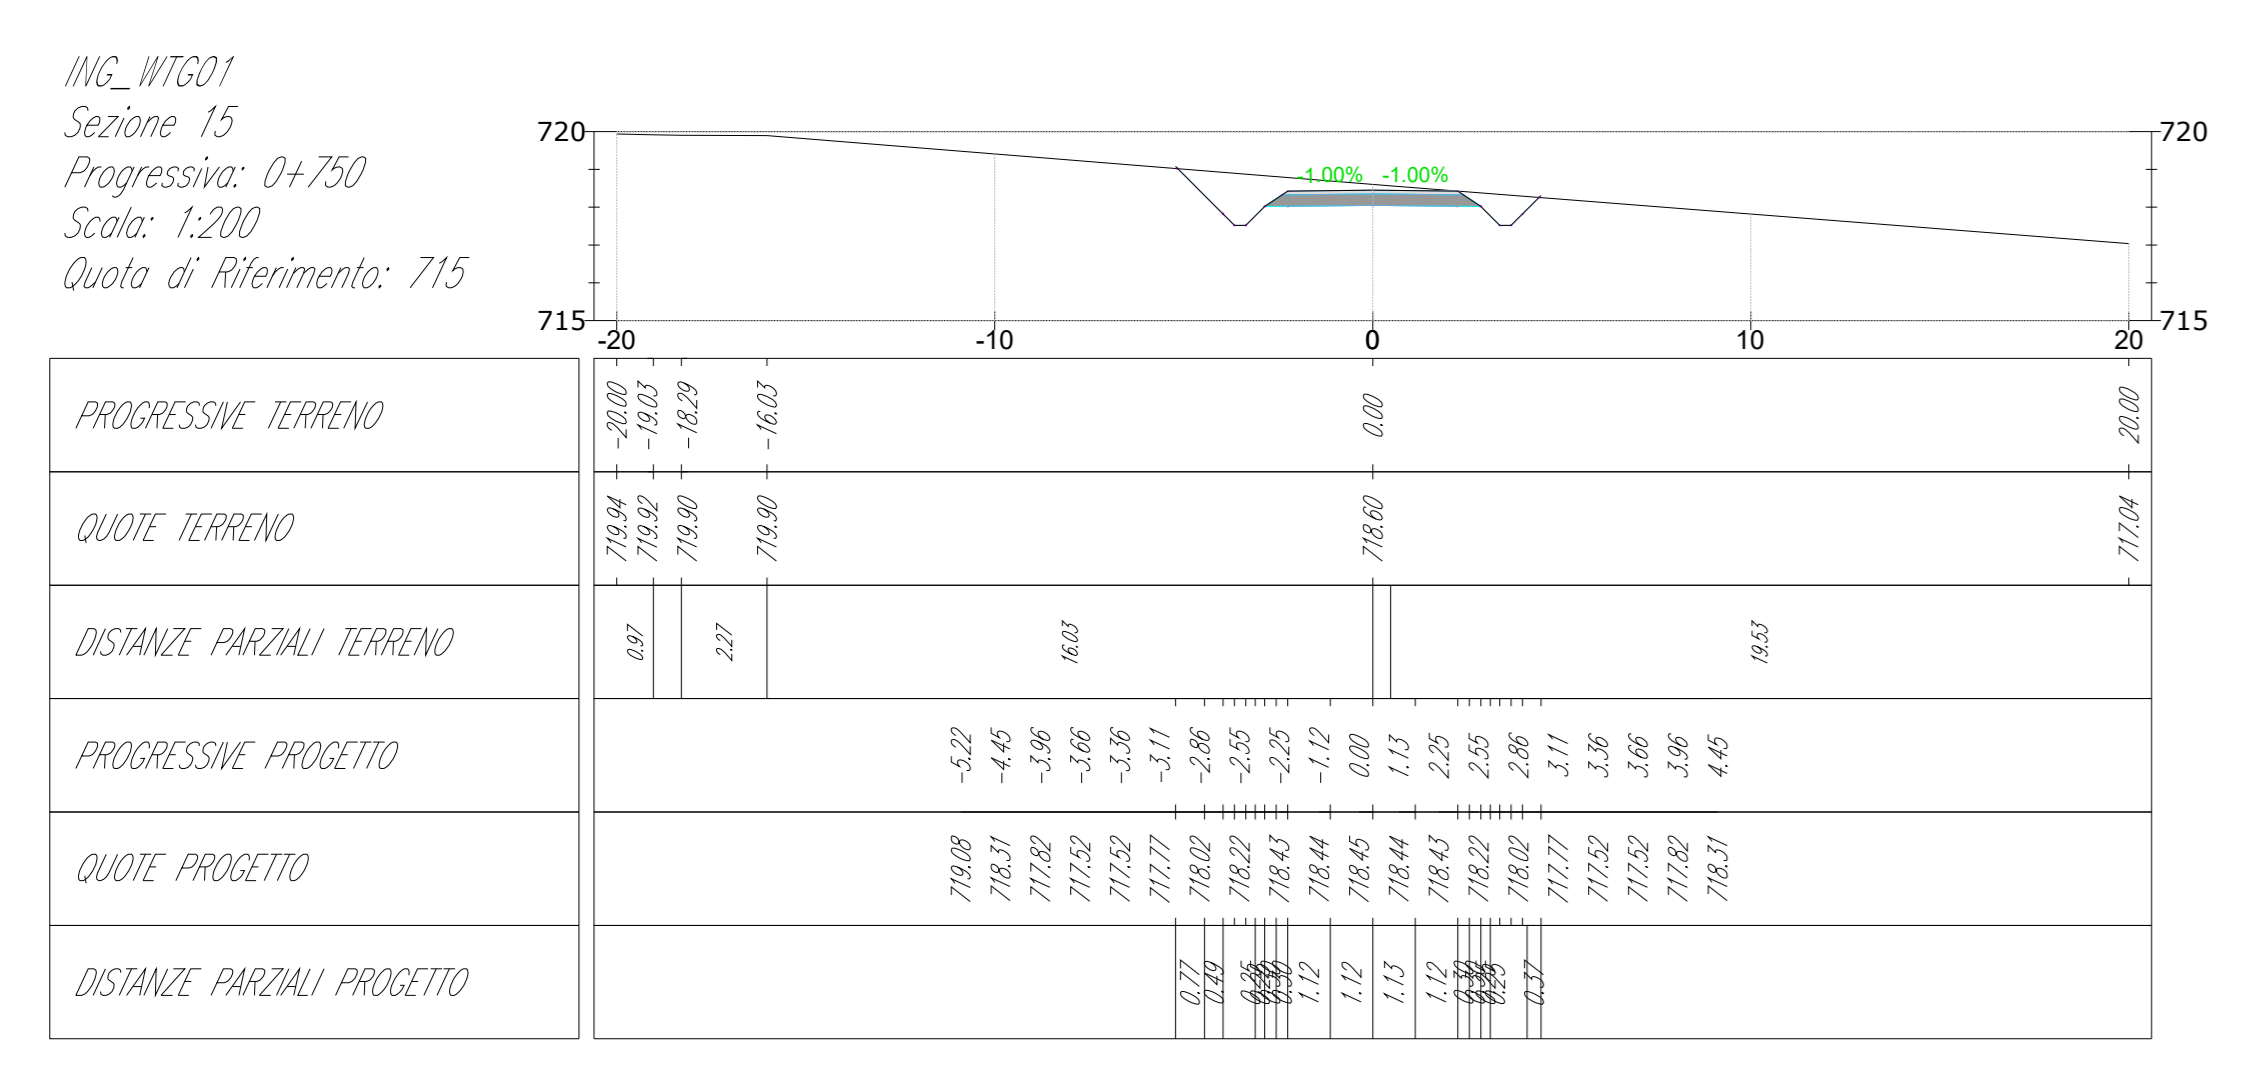 ING_WTG01
Sezione 15
Progressiva: 0+750
Scala: 1:200
Quota di Riferimento: 715
720 720
-1.00% -1.00%
715 715
-20 -10 0 10 20
PROGRESSIVE TERRENO -20.00 -19.03 -18.29 -16.03 0.00 20.00
QUOTE TERRENO 719.94 719.92 719.90 719.90 718.60 717.04
DISTANZE PARZIALI TERRENO 0.97 2.27 16.03 19.53
PROGRESSIVE PROGETTO -5.22 -4.45 -3.96 -3.66 -3.36 -3.11 -2.86 -2.55 -2.25 -1.12 0.00 1.13 2.25 2.55 2.86 3.11 3.36 3.66 3.96 4.45
QUOTE PROGETTO 719.08 718.31 717.82 717.52 717.52 717.77 718.02 718.22 718.43 718.44 718.45 718.44 718.43 718.22 718.02 717.77 717.52 717.52 717.82 718.31
DISTANZE PARZIALI PROGETTO 0.77 0.49 1.12 1.12 1.13 1.12 0.25 0.37